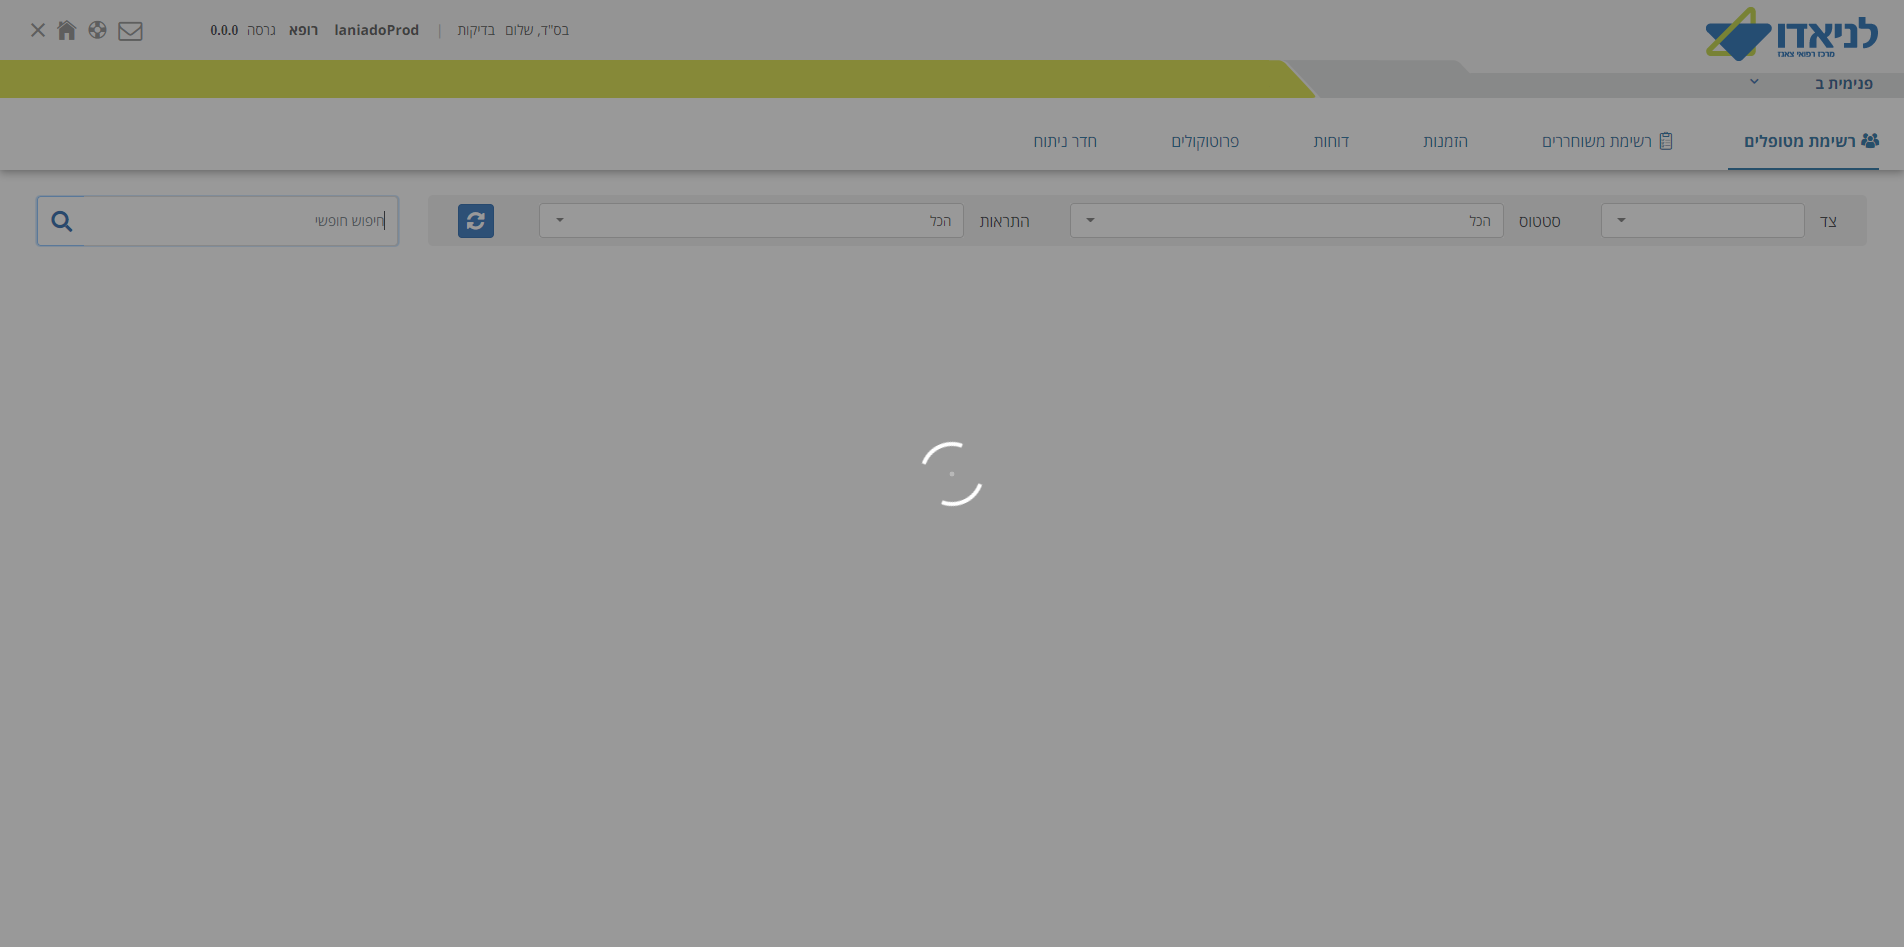 לניאדו
מרכז רפואי צאנז
בס"ד, שלום בדיקות | laniadoProd רופא גרסה 0.0.0
פנימית ב
רשימת מטופלים רשימת משוחררים הזמנות דוחות פרוטוקולים חדר ניתוח
צד סטטוס הכל התראות הכל חיפוש חופשי